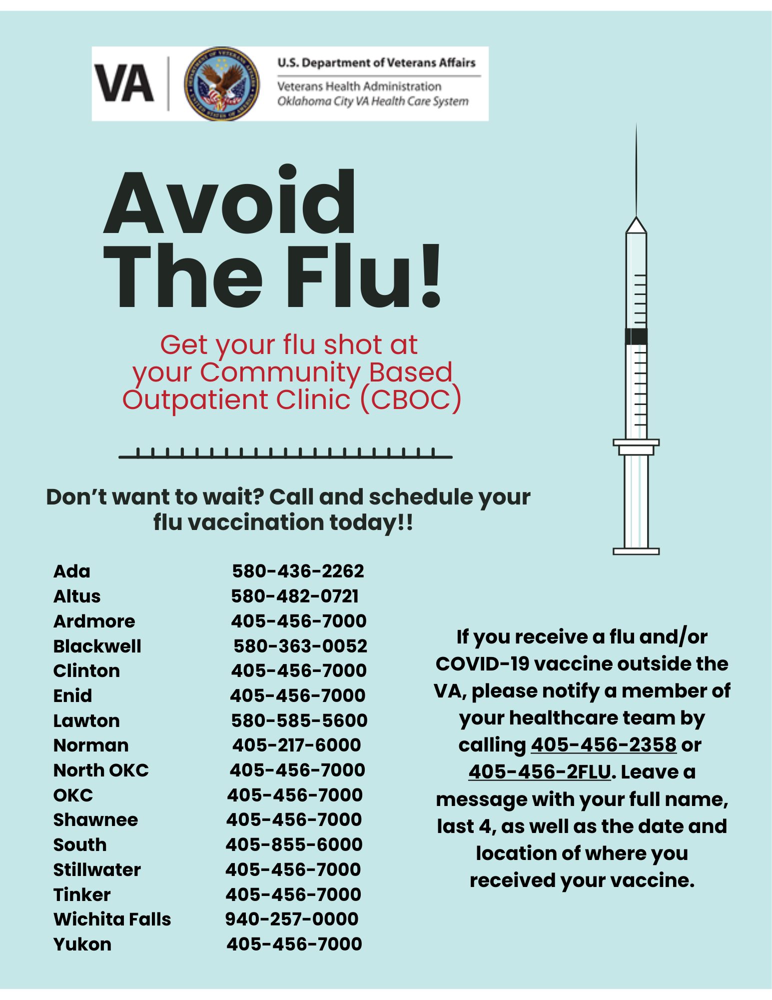 VA
DEPARTMENT OF VETERANS AFFAIRS
UNITED STATES OF AMERICA
U.S. Department of Veterans Affairs
Veterans Health Administration
Oklahoma City VA Health Care System
Avoid
The Flu!
Get your flu shot at
your Community Based
Outpatient Clinic (CBOC)
Don’t want to wait? Call and schedule your
flu vaccination today!!
Ada 580-436-2262
Altus 580-482-0721
Ardmore 405-456-7000
Blackwell 580-363-0052
Clinton 405-456-7000
Enid 405-456-7000
Lawton 580-585-5600
Norman 405-217-6000
North OKC 405-456-7000
OKC 405-456-7000
Shawnee 405-456-7000
South 405-855-6000
Stillwater 405-456-7000
Tinker 405-456-7000
Wichita Falls 940-257-0000
Yukon 405-456-7000
If you receive a flu and/or
COVID-19 vaccine outside the
VA, please notify a member of
your healthcare team by
calling 405-456-2358 or
405-456-2FLU. Leave a
message with your full name,
last 4, as well as the date and
location of where you
received your vaccine.